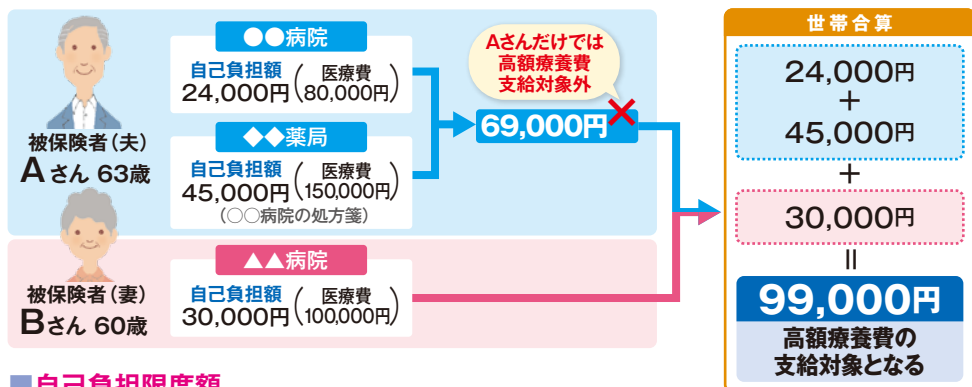 被保険者(夫)
Aさん 63歳
●●病院
自己負担額
24,000円
医療費
(80,000円)
◆◆薬局
自己負担額
45,000円
医療費
(150,000円)
(○○病院の処方箋)
Aさんだけでは
高額療養費
支給対象外
69,000円
被保険者(妻)
Bさん 60歳
▲▲病院
自己負担額
30,000円
医療費
(100,000円)
世帯合算
24,000円
+
45,000円
+
30,000円
=
99,000円
高額療養費の
支給対象となる
■自己負担限度額